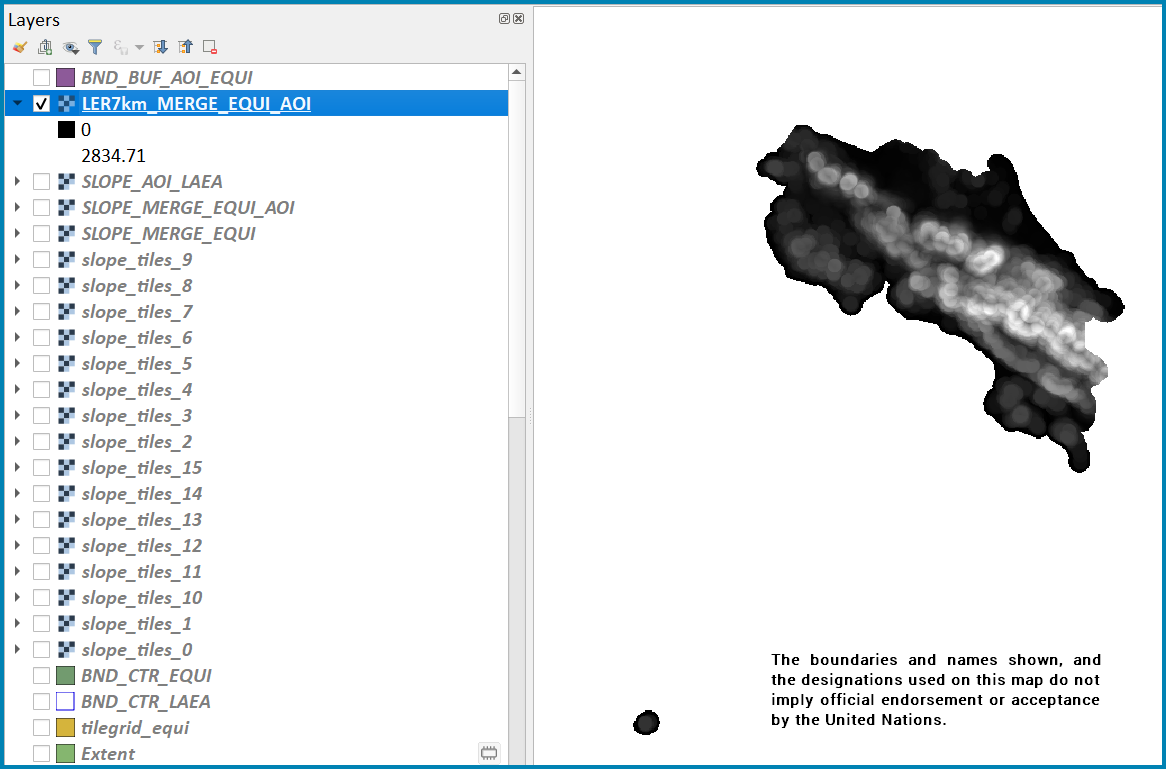 Layers
BND_BUF_AOI_EQUI
LER7km_MERGE_EQUI_AOI
0
2834.71
SLOPE_AOI_LAEA
SLOPE_MERGE_EQUI_AOI
SLOPE_MERGE_EQUI
slope_tiles_9
slope_tiles_8
slope_tiles_7
slope_tiles_6
slope_tiles_5
slope_tiles_4
slope_tiles_3
slope_tiles_2
slope_tiles_15
slope_tiles_14
slope_tiles_13
slope_tiles_12
slope_tiles_11
slope_tiles_10
slope_tiles_1
slope_tiles_0
BND_CTR_EQUI
BND_CTR_LAEA
tilegrid_equi
Extent
The boundaries and names shown, and
the designations used on this map do not
imply official endorsement or acceptance
by the United Nations.